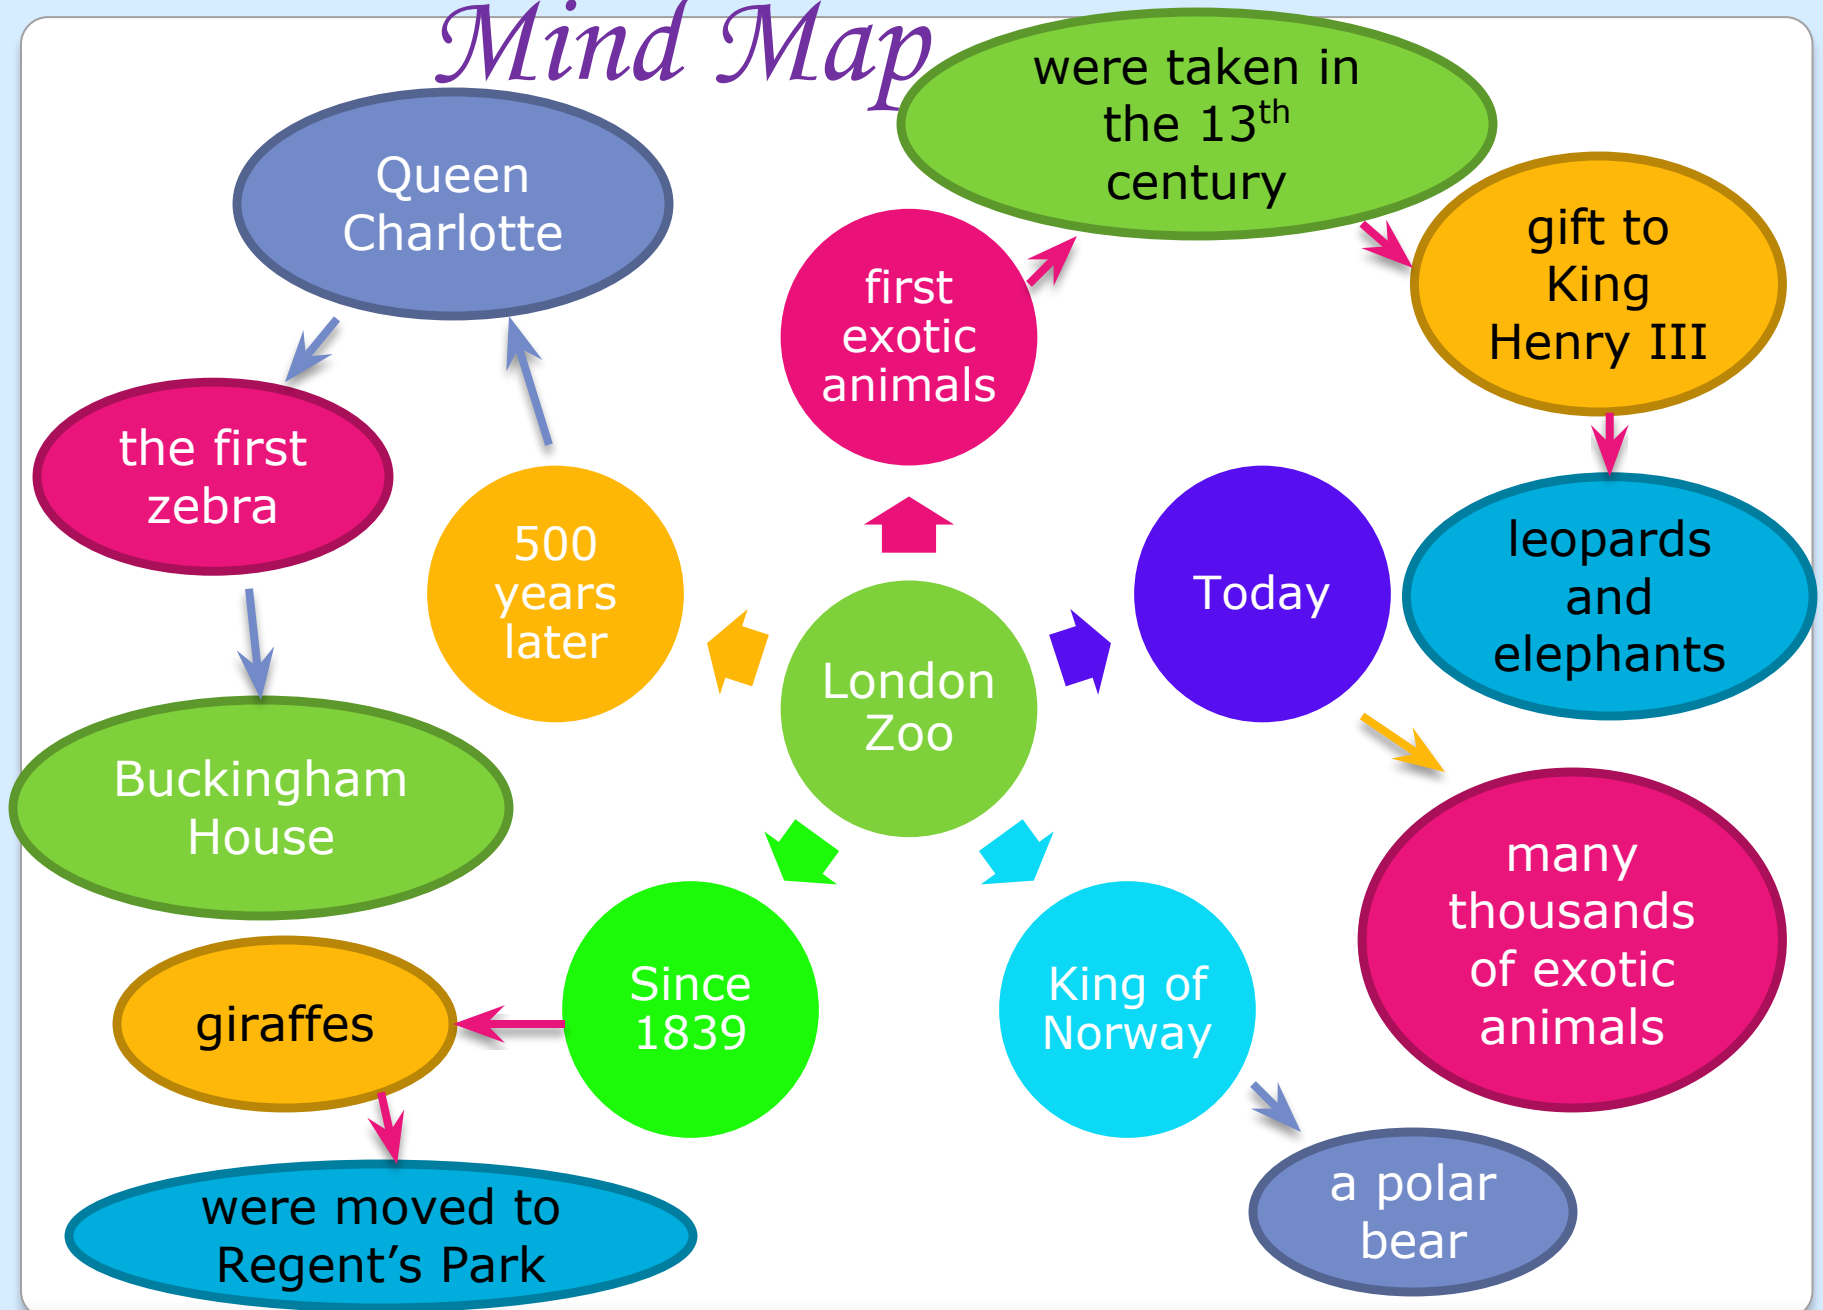 Mind Map
were taken in
the 13th
century
Queen
Charlotte
gift to
King
Henry III
first
exotic
animals
the first
zebra
500
years
later
Today
leopards
and
elephants
London
Zoo
Buckingham
House
many
thousands
of exotic
animals
giraffes
Since
1839
King of
Norway
a polar
bear
were moved to
Regent’s Park